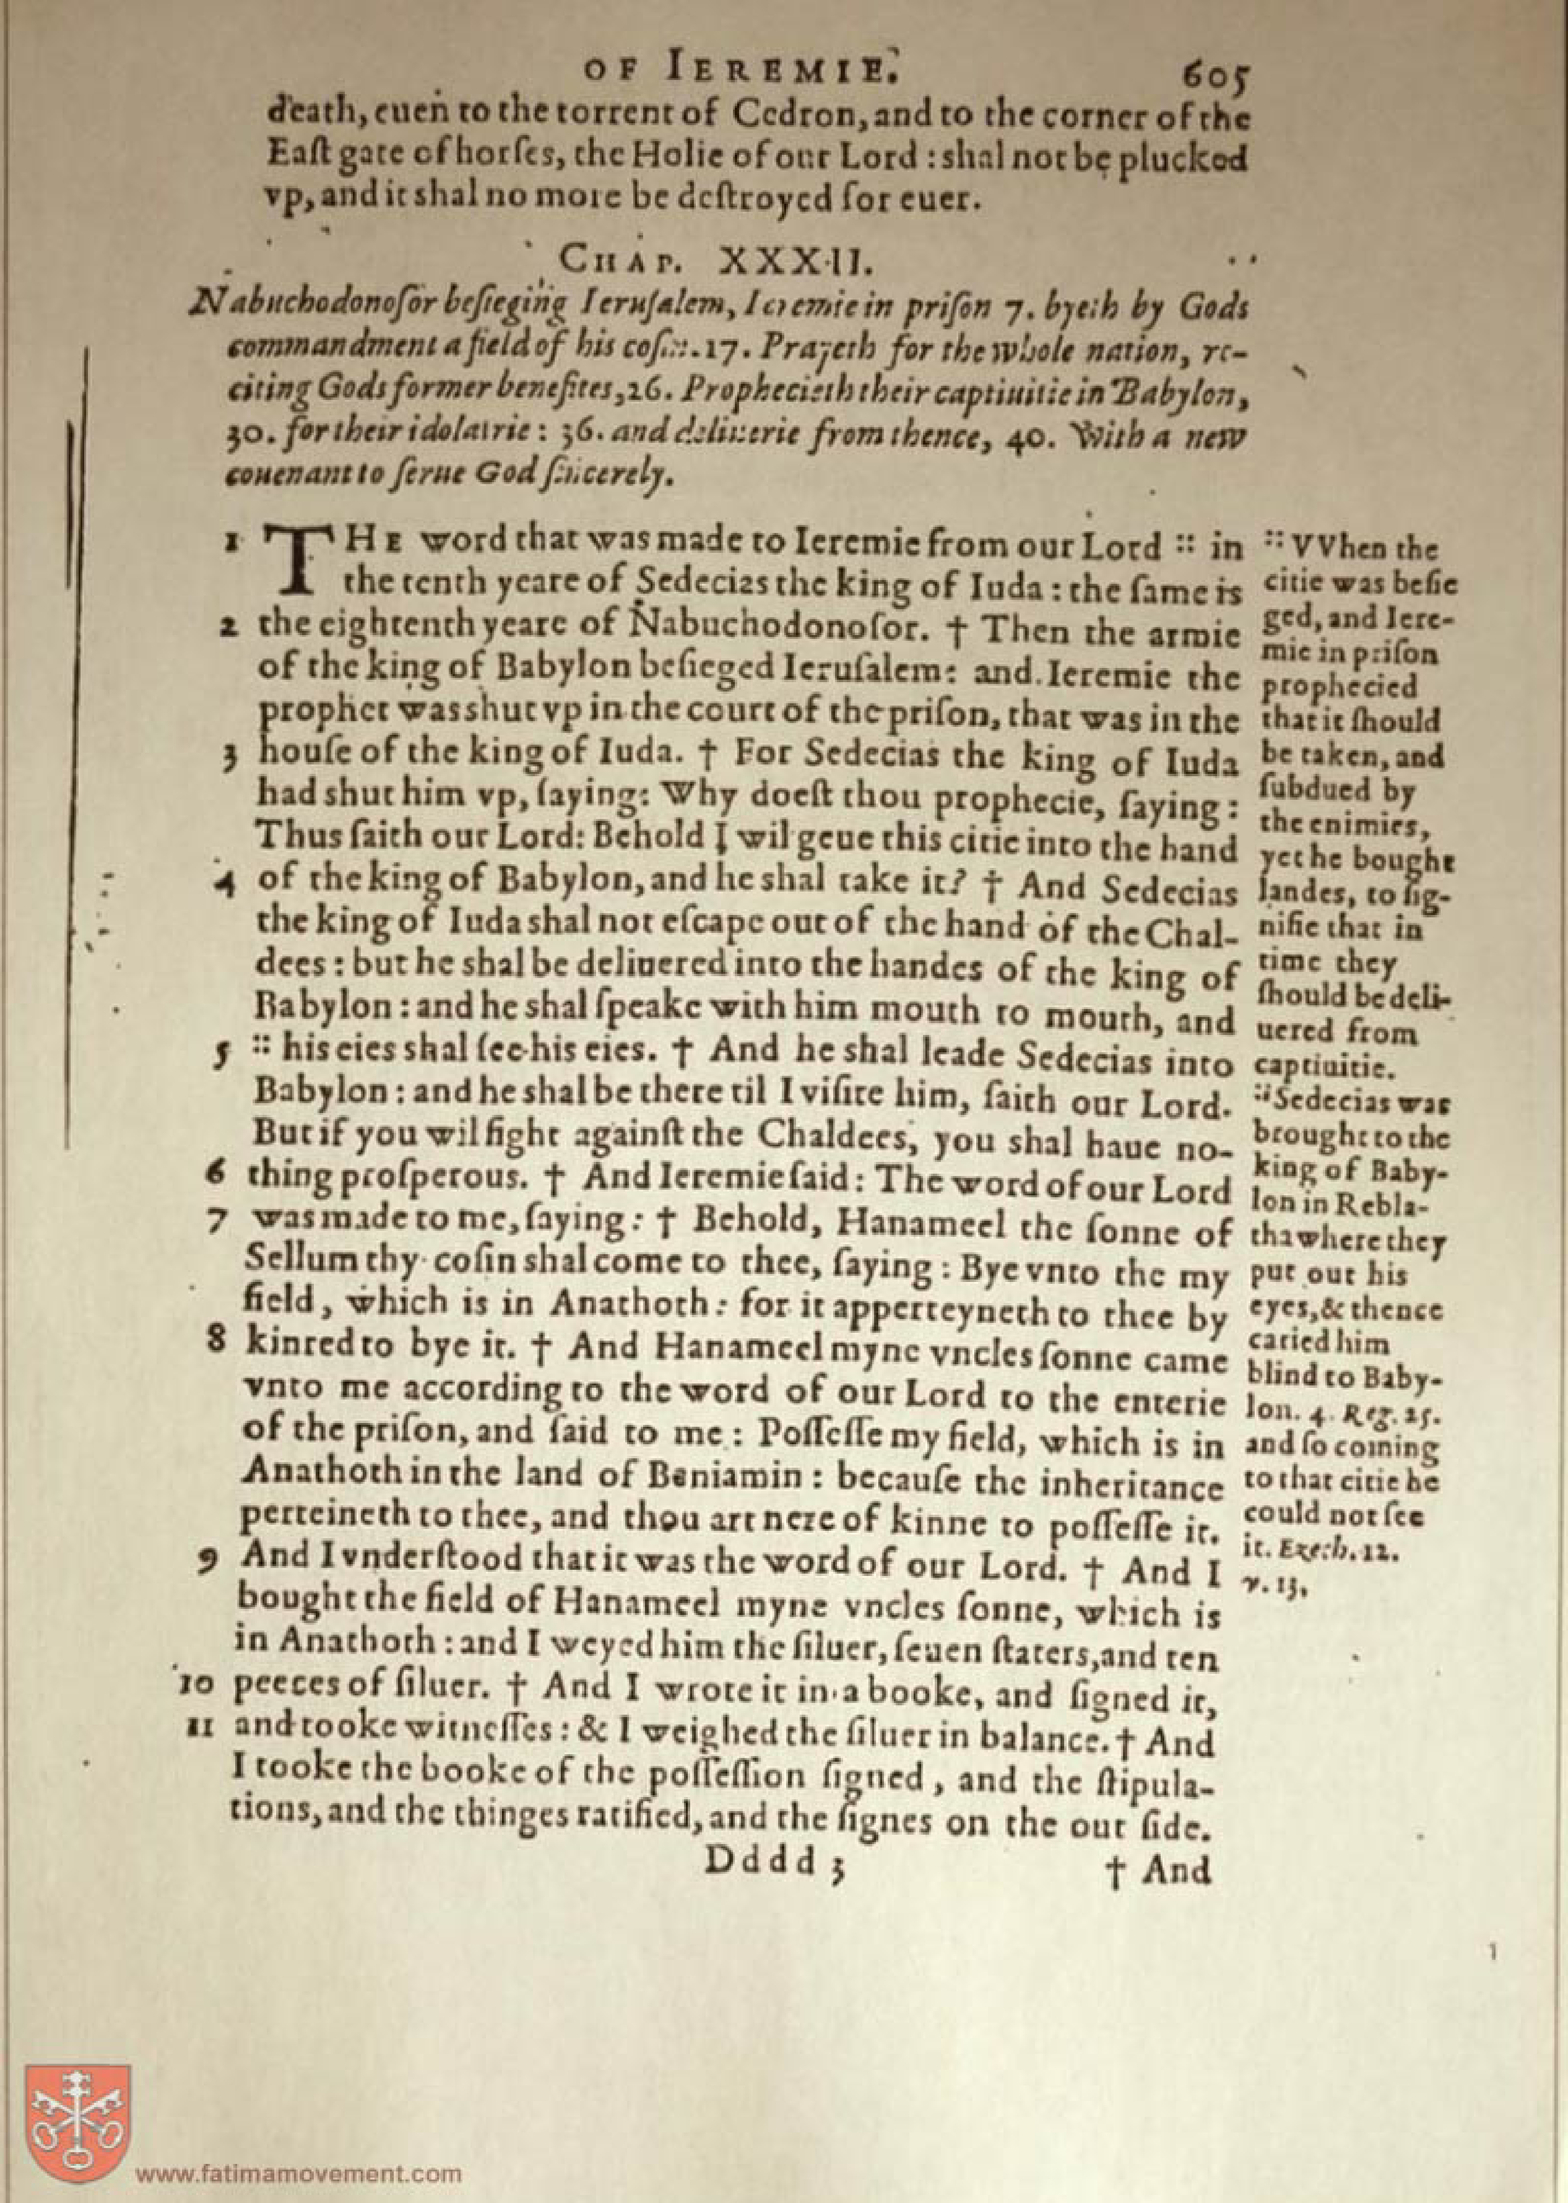 OF IEREMIE. 605
death, euen to the torrent of Cedron, and to the corner of the
Eaſt gate of horſes, the Holie of our Lord : shal not be plucked
vp, and it shal no more be deſtroyed for euer.
CHAP. XXXII.
Nabuchodonoſor beſieging Ieruſalem, Ieremie in priſon 7. byeth by Gods
commandment a field of his coſin. 17. Prayeth for the whole nation, re-
citing Gods former benefites, 26. Prophecieth their captiuitie in Babylon,
30. for their idolatrie : 36. and deliuerie from thence, 40. With a new
couenant to ſerue God ſincerely.
1 THE word that was made to Ieremie from our Lord :: in
the tenth yeare of Sedecias the king of Iuda : the ſame is
2 the eightenth yeare of Nabuchodonoſor. † Then the armie
of the king of Babylon beſieged Ieruſalem: and Ieremie the
prophet was shut vp in the court of the priſon, that was in the
3 houſe of the king of Iuda. † For Sedecias the king of Iuda
had shut him vp, ſaying: Why doeſt thou prophecie, ſaying:
Thus ſaith our Lord: Behold I wil geue this citie into the hand
4 of the king of Babylon, and he shal take it? † And Sedecias
the king of Iuda shal not eſcape out of the hand of the Chal-
dees : but he shal be deliuered into the handes of the king of
Babylon : and he shal ſpeake with him mouth to mouth, and
5 :: his eies shal ſee his eies. † And he shal leade Sedecias into
Babylon : and he shal be there til I viſite him, ſaith our Lord.
But if you wil fight againſt the Chaldees, you shal haue no-
6 thing proſperous. † And Ieremie ſaid : The word of our Lord
7 was made to me, ſaying : † Behold, Hanameel the ſonne of
Sellum thy coſin shal come to thee, ſaying : Bye vnto the my
field, which is in Anathoth : for it apperteyneth to thee by
8 kinred to bye it. † And Hanameel myne vncles ſonne came
vnto me according to the word of our Lord to the enterie
of the priſon, and ſaid to me : Poſſeſſe my field, which is in
Anathoth in the land of Beniamin : becauſe the inheritance
perteineth to thee, and thou art nere of kinne to poſſeſſe it.
9 And I vnderſtood that it was the word of our Lord. † And I
bought the field of Hanameel myne vncles ſonne, which is
in Anathoth : and I weyed him the ſiluer, ſeuen ſtaters, and ten
10 peeces of ſiluer. † And I wrote it in a booke, and ſigned it,
11 and tooke witneſſes : & I weighed the ſiluer in balance. † And
I tooke the booke of the poſſeſſion ſigned, and the ſtipula-
tions, and the thinges ratified, and the ſignes on the out ſide.
Dddd 3 † And
:: VVhen the
citie was beſie
ged, and Iere-
mie in priſon
prophecied
that it ſhould
be taken, and
ſubdued by
the enimies,
yet he bought
landes, to ſig-
nifie that in
time they
ſhould be deli-
uered from
captiuitie.
:: Sedecias was
brought to the
king of Baby-
lon in Rebla-
tha where they
put out his
eyes, & thence
caried him
blind to Baby-
lon. 4. Reg. 25.
and ſo coming
to that citie he
could not ſee
it. Ezech. 12.
v. 13.
1
www.fatimamovement.com